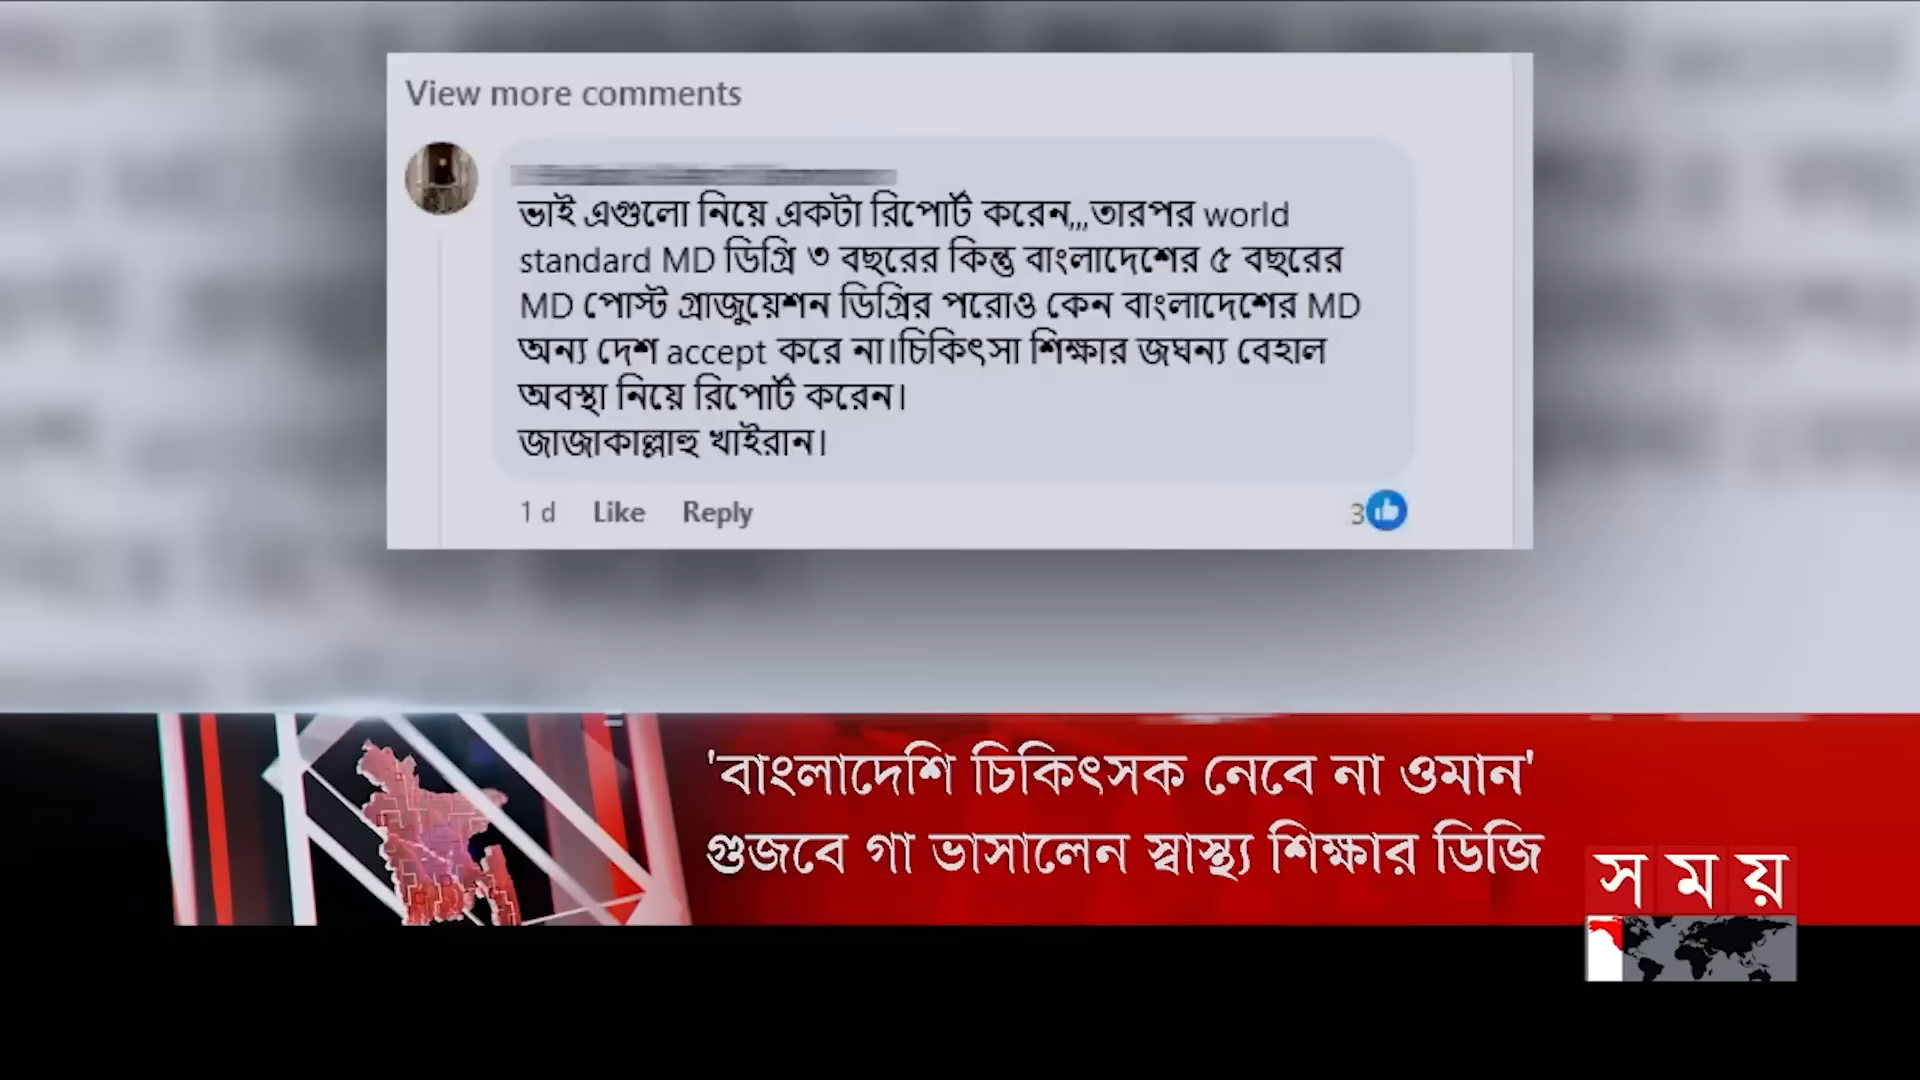 View more comments
ভাই এগুলো নিয়ে একটা রিপোর্ট করেন,,,তারপর world
standard MD ডিগ্রি ৩ বছরের কিন্তু বাংলাদেশের ৫ বছরের
MD পোস্ট গ্রাজুয়েশন ডিগ্রির পরোও কেন বাংলাদেশের MD
অন্য দেশ accept করে না।চিকিৎসা শিক্ষার জঘন্য বেহাল
অবস্থা নিয়ে রিপোর্ট করেন।
জাজাকাল্লাহু খাইরান।
1 d Like Reply 3
'বাংলাদেশি চিকিৎসক নেবে না ওমান'
গুজবে গা ভাসালেন স্বাস্থ্য শিক্ষার ডিজি
সময়